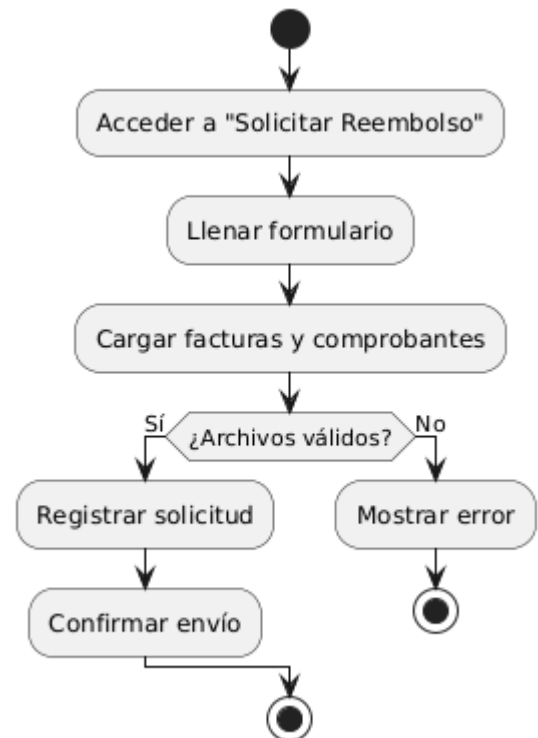 Acceder a "Solicitar Reembolso"
Llenar formulario
Cargar facturas y comprobantes
¿Archivos válidos?
Sí
No
Registrar solicitud
Mostrar error
Confirmar envío